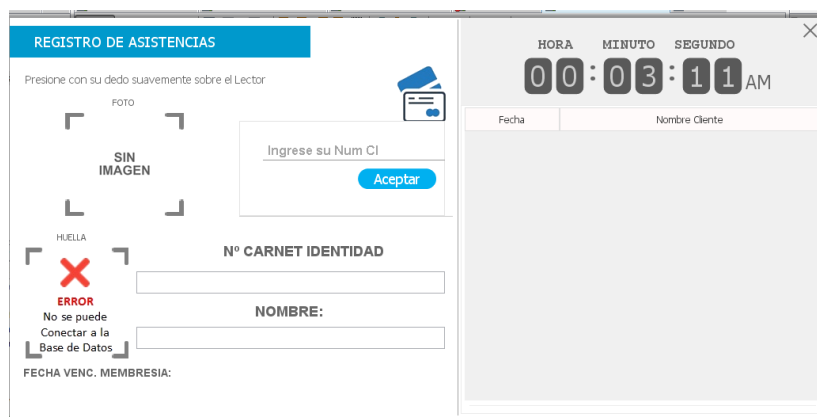 REGISTRO DE ASISTENCIAS
Presione con su dedo suavemente sobre el Lector
FOTO
SIN
IMAGEN
Ingrese su Num CI
Aceptar
HUELLA
ERROR
No se puede
Conectar a la
Base de Datos
Nº CARNET IDENTIDAD
NOMBRE:
FECHA VENC. MEMBRESIA:
HORA MINUTO SEGUNDO
00:03:11 AM
Fecha Nombre Cliente